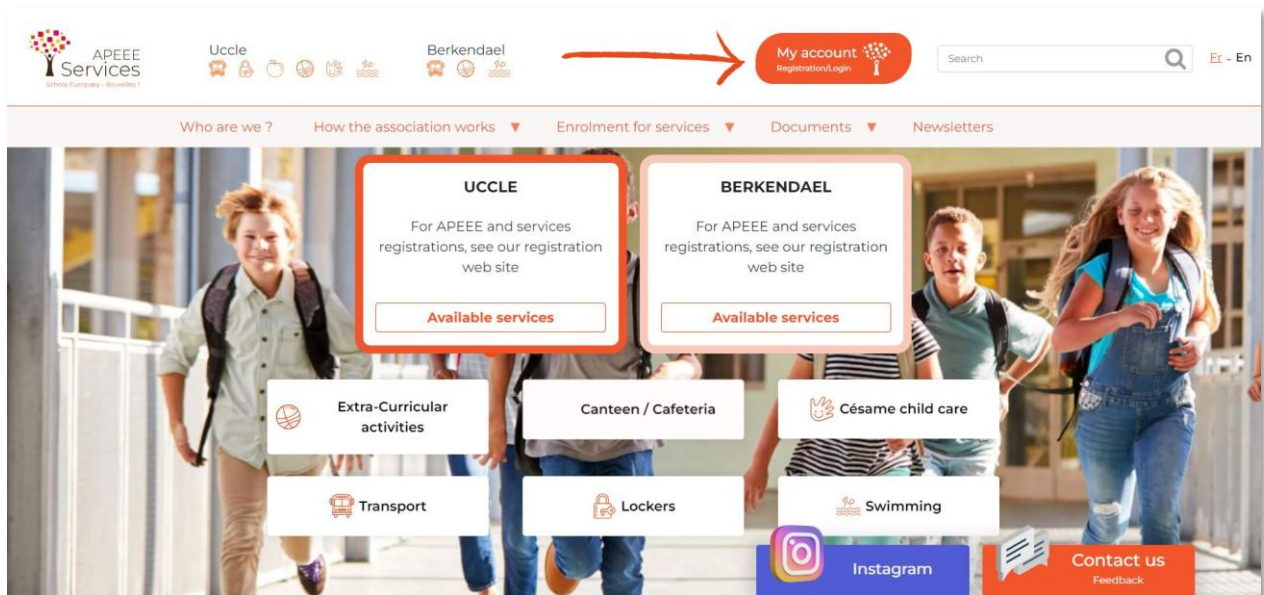 APEEE
Services
Schola Europaea - Bruxelles I
Uccle
Berkendael
My account
Registration/Login
Search
Fr - En
Who are we ?
How the association works ▼
Enrolment for services ▼
Documents ▼
Newsletters
UCCLE
For APEEE and services
registrations, see our registration
web site
Available services
BERKENDAEL
For APEEE and services
registrations, see our registration
web site
Available services
Extra-Curricular
activities
Canteen / Cafeteria
Césame child care
Transport
Lockers
Swimming
Instagram
Contact us
Feedback